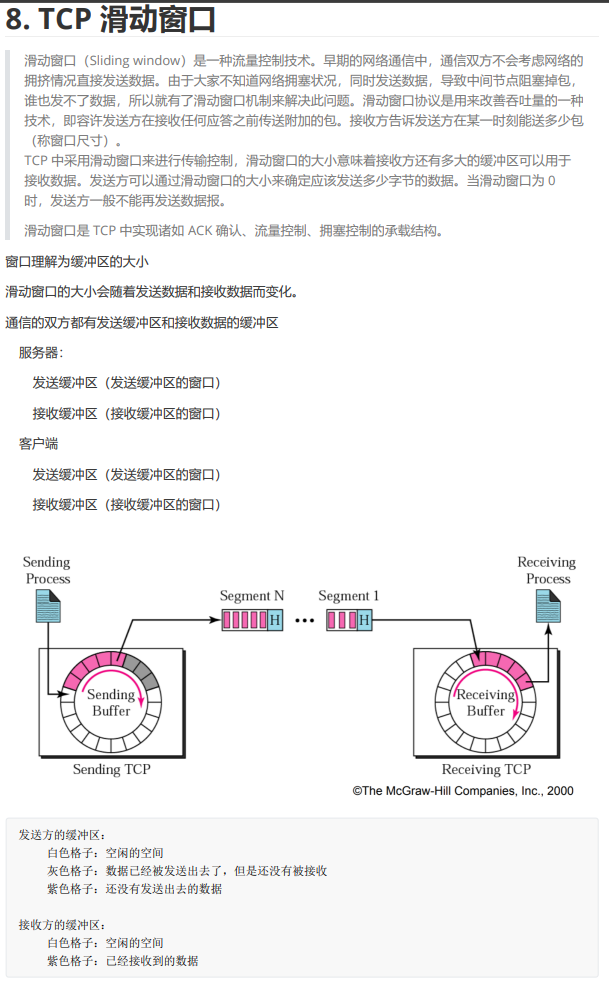 8. TCP 滑动窗口
滑动窗口（Sliding window）是一种流量控制技术。早期的网络通信中，通信双方不会考虑网络的
拥挤情况直接发送数据。由于大家不知道网络拥塞状况，同时发送数据，导致中间节点阻塞掉包，
谁也发不了数据，所以就有了滑动窗口机制来解决此问题。滑动窗口协议是用来改善吞吐量的一种
技术，即容许发送方在接收任何应答之前传送附加的包。接收方告诉发送方在某一时刻能送多少包
（称窗口尺寸）。
TCP 中采用滑动窗口来进行传输控制，滑动窗口的大小意味着接收方还有多大的缓冲区可以用于
接收数据。发送方可以通过滑动窗口的大小来确定应该发送多少字节的数据。当滑动窗口为 0
时，发送方一般不能再发送数据报。
滑动窗口是 TCP 中实现诸如 ACK 确认、流量控制、拥塞控制的承载结构。
窗口理解为缓冲区的大小
滑动窗口的大小会随着发送数据和接收数据而变化。
通信的双方都有发送缓冲区和接收数据的缓冲区
服务器：
发送缓冲区（发送缓冲区的窗口）
接收缓冲区（接收缓冲区的窗口）
客户端
发送缓冲区（发送缓冲区的窗口）
接收缓冲区（接收缓冲区的窗口）
Sending
Process
Receiving
Process
Segment N
Segment 1
H
H
Sending
Buffer
Receiving
Buffer
Sending TCP
Receiving TCP
©The McGraw-Hill Companies, Inc., 2000
发送方的缓冲区：
白色格子：空闲的空间
灰色格子：数据已经被发送出去了，但是还没有被接收
紫色格子：还没有发送出去的数据
接收方的缓冲区：
白色格子：空闲的空间
紫色格子：已经接收到的数据